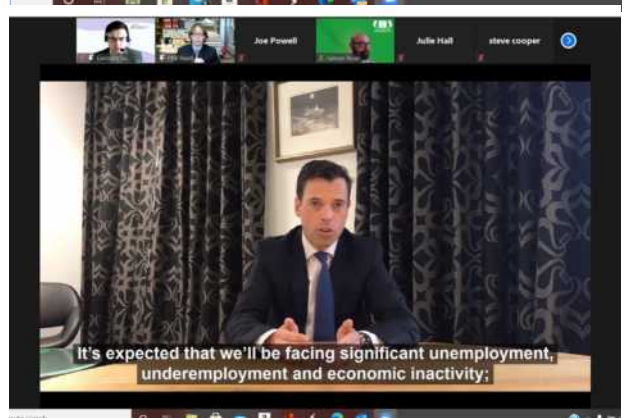 Joe Powell
Julie Hall
steve cooper
It's expected that we'll be facing significant unemployment,
underemployment and economic inactivity;